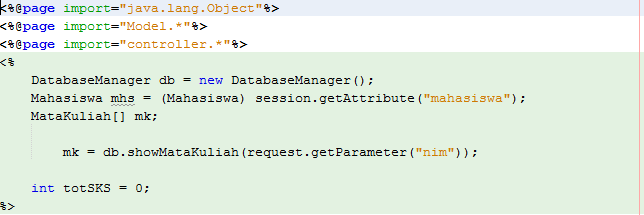 <%@page import="java.lang.Object"%>
<%@page import="Model.*"%>
<%@page import="controller.*"%>
<%
DatabaseManager db = new DatabaseManager();
Mahasiswa mhs = (Mahasiswa) session.getAttribute("mahasiswa");
MataKuliah[] mk;
mk = db.showMataKuliah(request.getParameter("nim"));
int totSKS = 0;
%>